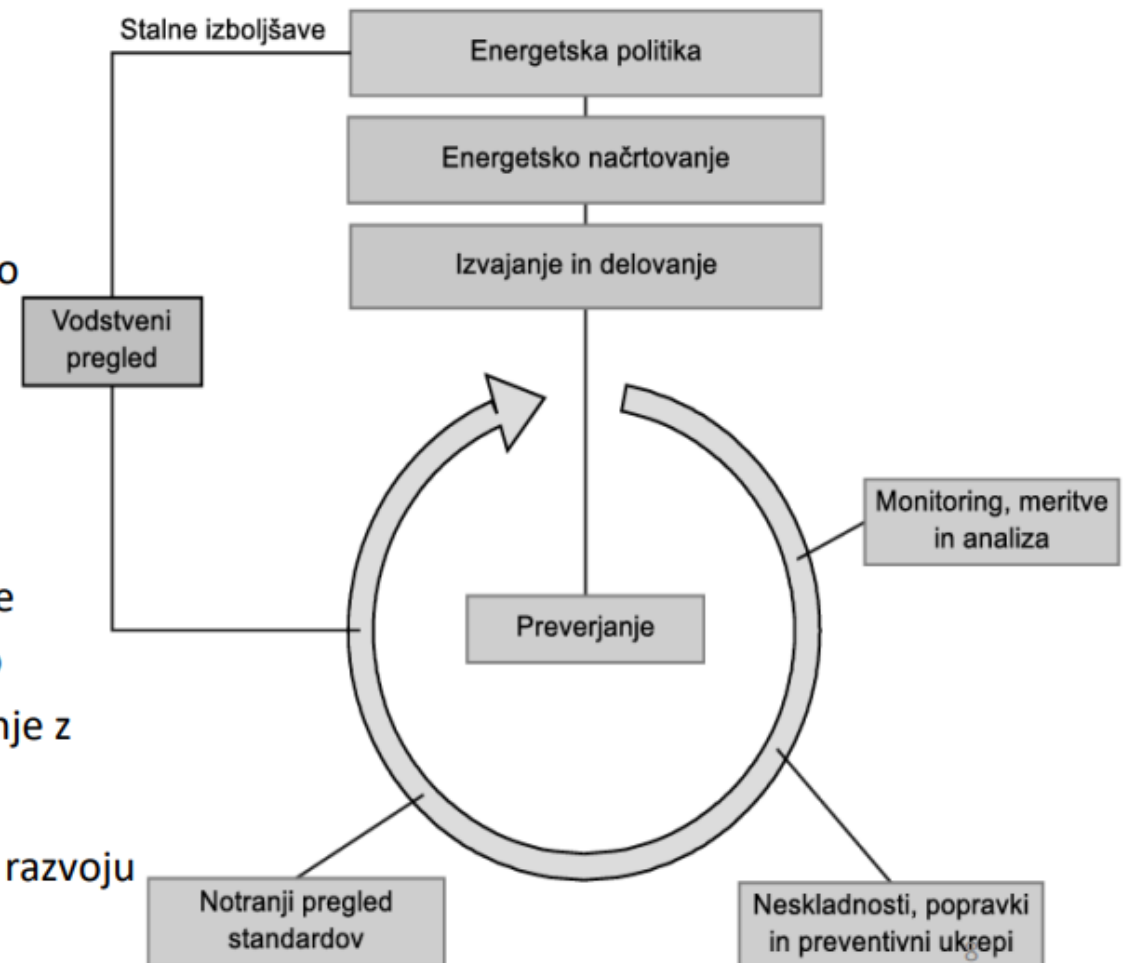 Stalne izboljšave
Energetska politika
Energetsko načrtovanje
Izvajanje in delovanje
o
Vodstveni
pregled
Monitoring, meritve
in analiza
e
Preverjanje
nje z
razvoju
Notranji pregled
standardov
Neskladnosti, popravki
in preventivni ukrepi
8